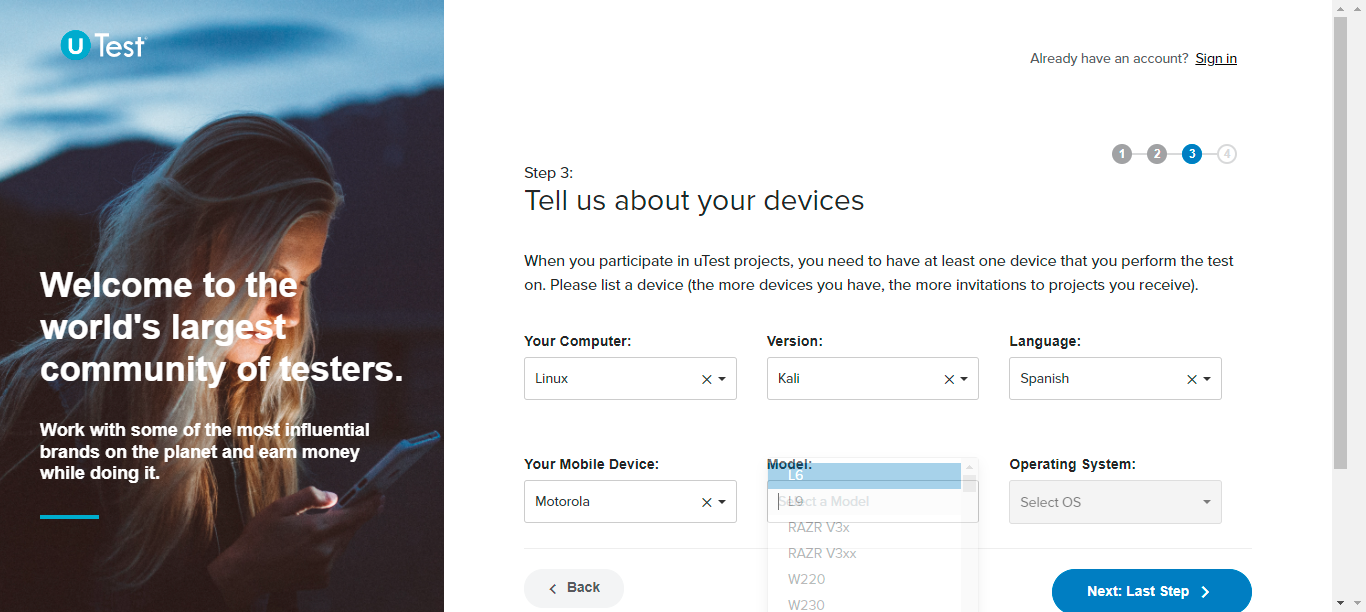 uTest
Already have an account? Sign in
1 2 3 4
Step 3:
Tell us about your devices
When you participate in uTest projects, you need to have at least one device that you perform the test
on. Please list a device (the more devices you have, the more invitations to projects you receive).
Welcome to the
world's largest
community of testers.
Work with some of the most influential
brands on the planet and earn money
while doing it.
Your Computer: Version: Language:
Linux Kali Spanish
Your Mobile Device: Model: Operating System:
Motorola Select a Model Select OS
L6
L9
RAZR V3x
RAZR V3xx
W220
W230
Back Next: Last Step